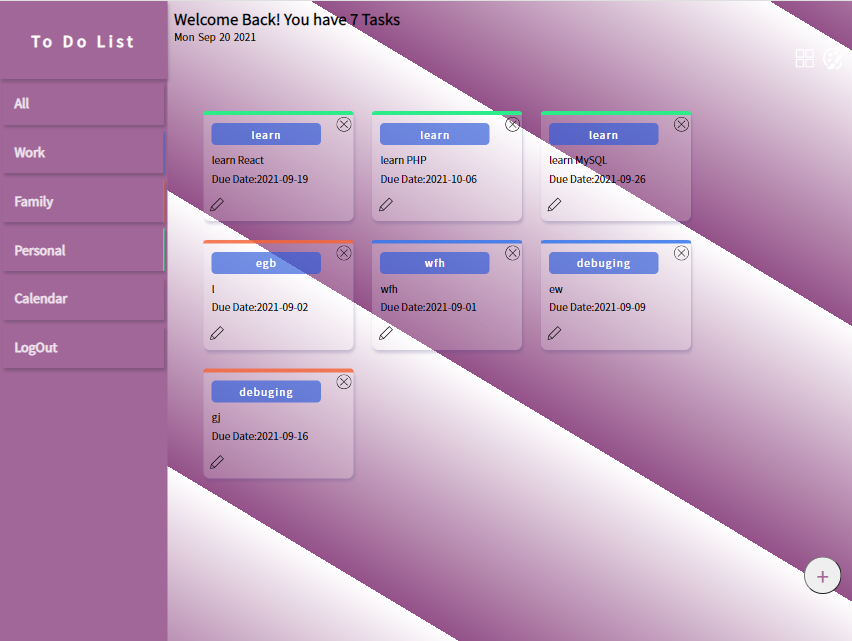 To Do List
All
Work
Family
Personal
Calendar
LogOut
Welcome Back! You have 7 Tasks
Mon Sep 20 2021
learn
learn React
Due Date:2021-09-19
learn
learn PHP
Due Date:2021-10-06
learn
learn MySQL
Due Date:2021-09-26
egb
l
Due Date:2021-09-02
wfh
wfh
Due Date:2021-09-01
debuging
ew
Due Date:2021-09-09
debuging
gj
Due Date:2021-09-16
+